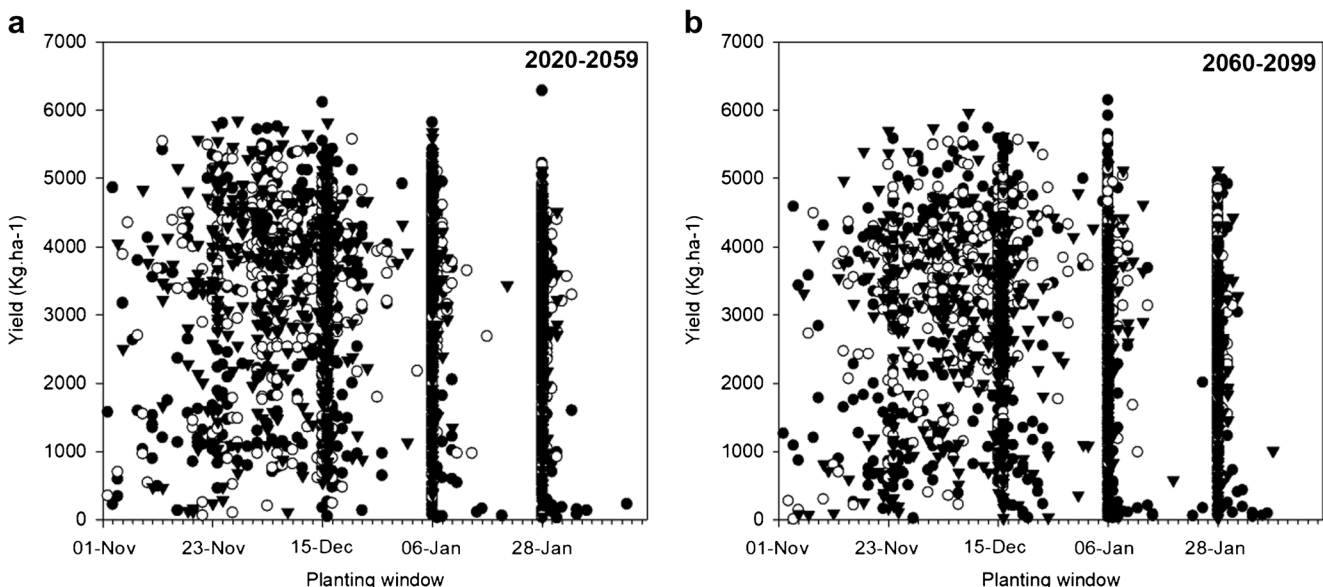 a
2020-2059
7000
6000
5000
4000
3000
2000
1000
0
Yield (Kg.ha-1)
01-Nov
23-Nov
15-Dec
06-Jan
28-Jan
Planting window
b
2060-2099
7000
6000
5000
4000
3000
2000
1000
0
Yield (Kg.ha-1)
01-Nov
23-Nov
15-Dec
06-Jan
28-Jan
Planting window